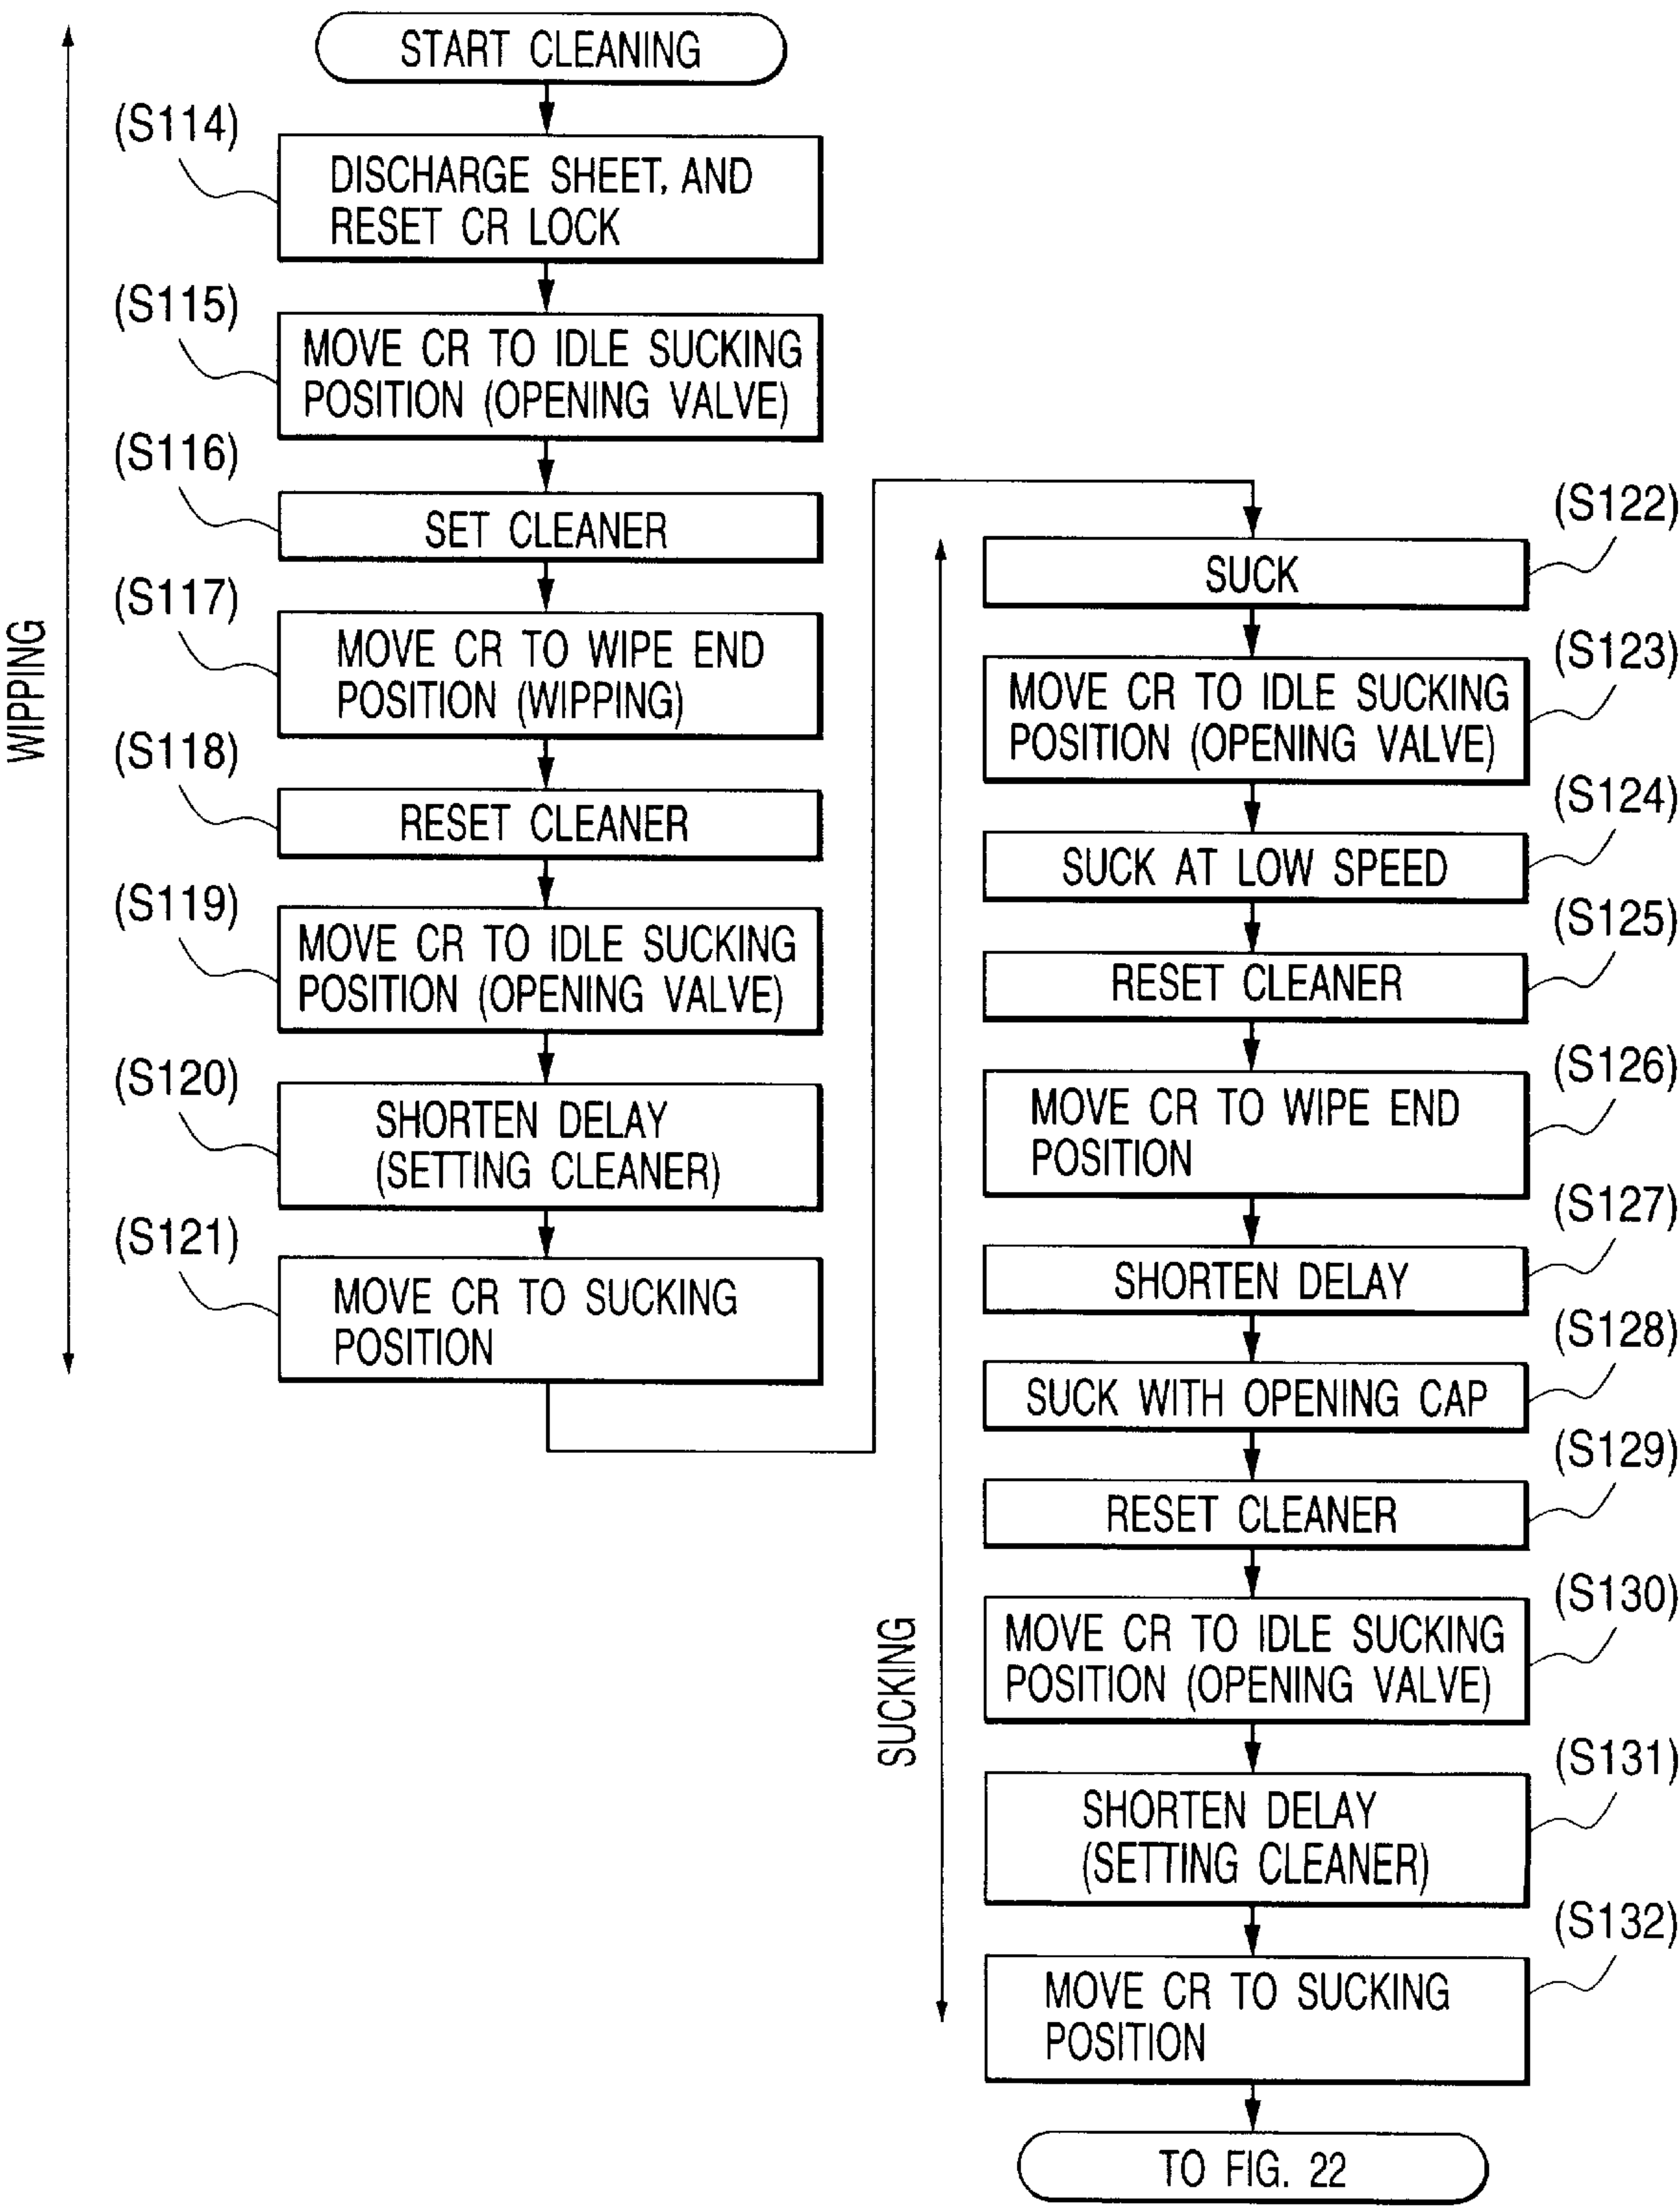 WIPPING
START CLEANING
(S114)
DISCHARGE SHEET, AND
RESET CR LOCK
(S115)
MOVE CR TO IDLE SUCKING
POSITION (OPENING VALVE)
(S116)
SET CLEANER
(S117)
MOVE CR TO WIPE END
POSITION (WIPPING)
(S118)
RESET CLEANER
(S119)
MOVE CR TO IDLE SUCKING
POSITION (OPENING VALVE)
(S120)
SHORTEN DELAY
(SETTING CLEANER)
(S121)
MOVE CR TO SUCKING
POSITION
SUCKING
(S122)
SUCK
(S123)
MOVE CR TO IDLE SUCKING
POSITION (OPENING VALVE)
(S124)
SUCK AT LOW SPEED
(S125)
RESET CLEANER
(S126)
MOVE CR TO WIPE END
POSITION
(S127)
SHORTEN DELAY
(S128)
SUCK WITH OPENING CAP
(S129)
RESET CLEANER
(S130)
MOVE CR TO IDLE SUCKING
POSITION (OPENING VALVE)
(S131)
SHORTEN DELAY
(SETTING CLEANER)
(S132)
MOVE CR TO SUCKING
POSITION
TO FIG. 22